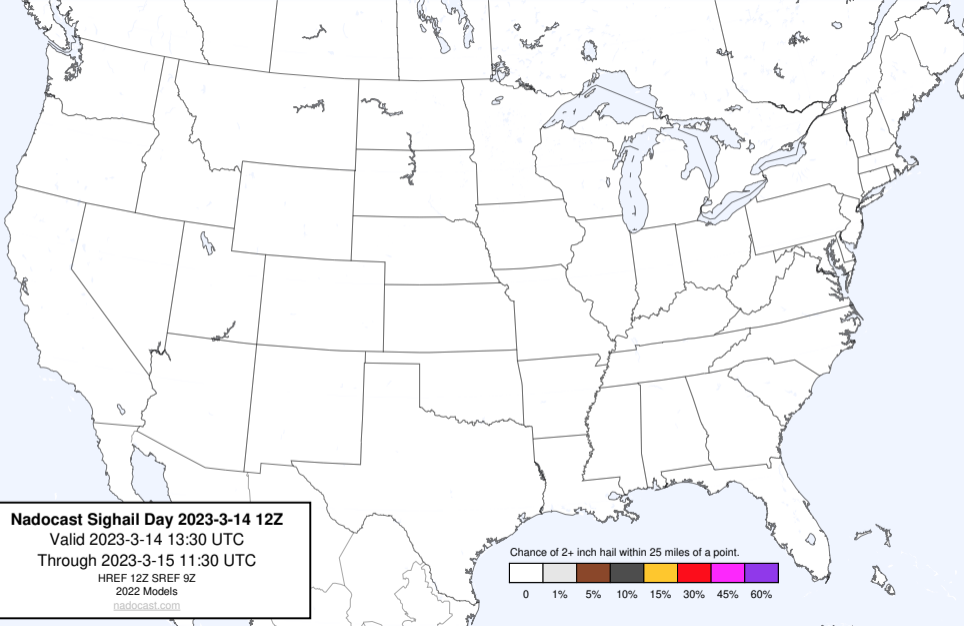 Nadocast Sighail Day 2023-3-14 12Z
Valid 2023-3-14 13:30 UTC
Through 2023-3-15 11:30 UTC
HREF 12Z SREF 9Z
2022 Models
nadocast.com
Chance of 2+ inch hail within 25 miles of a point.
0 1% 5% 10% 15% 30% 45% 60%